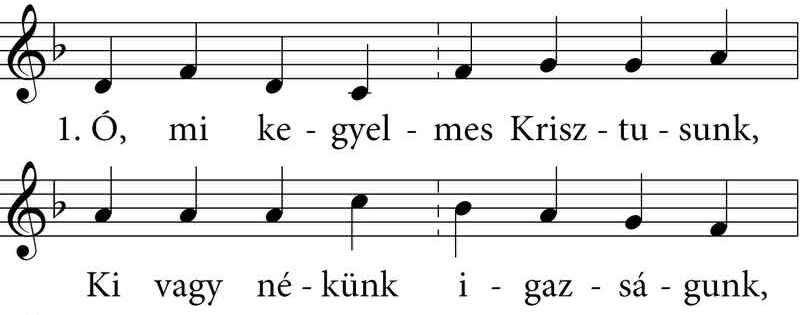 1. Ó, mi ke - gyel - mes Krisz - tu - sunk,
Ki vagy né - künk i - gaz - sá - gunk,